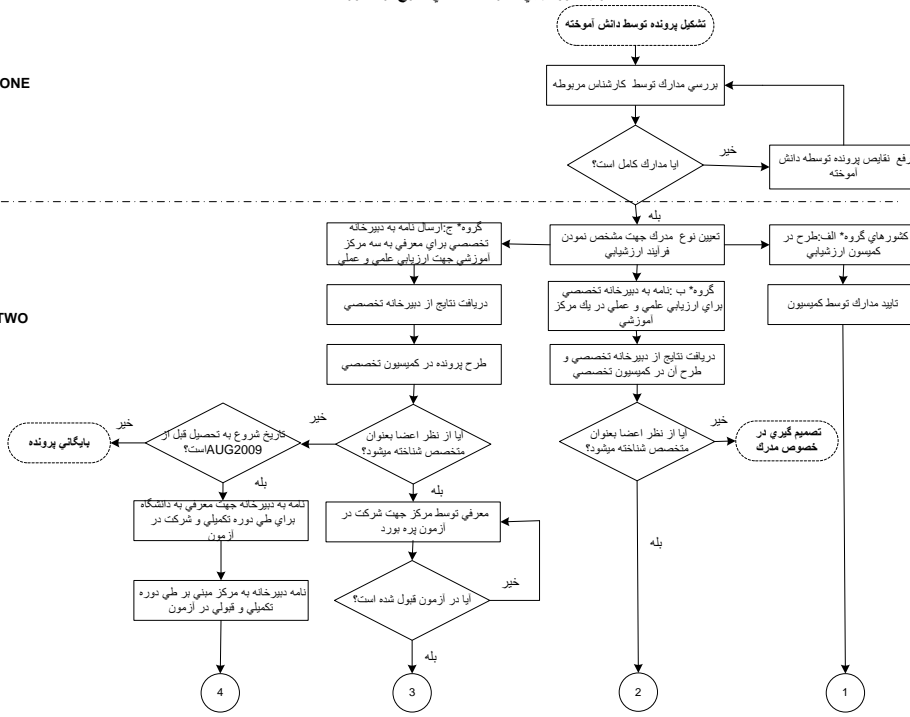 تشكيل پرونده توسط دانش آموخته
ONE
بررسي مدارك توسط كارشناس مربوطه
خير
ايا مدارك كامل است؟
رفع نقايص پرونده توسطه دانش
آموخته
بله
گروه* ج:ارسال نامه به دبيرخانه
تخصصي براي معرفي به سه مركز
آموزشي جهت ارزيابي علمي و عملي
تعيين نوع مدرك جهت مشخص نمودن
فرآيند ارزشيابي
كشورهاي گروه* الف:طرح در
كميسون ارزشيابي
گروه* ب :نامه به دبيرخانه تخصصي
براي ارزيابي علمي و عملي در يك مركز
آموزشي
دريافت نتايج از دبيرخانه تخصصي
تاييد مدارك توسط كميسيون
TWO
دريافت نتايج از دبيرخانه تخصصي و
طرح آن در كميسيون تخصصي
طرح پرونده در كميسيون تخصصي
خير
خير
خير
بايگاني پرونده
تاريخ شروع به تحصيل قبل از
AUG2009است؟
آيا از نظر اعضا بعنوان
متخصص شناخته ميشود؟
آيا از نظر اعضا بعنوان
متخصص شناخته ميشود؟
تصميم گيري در
خصوص مدرك
بله
بله
نامه به دبيرخانه جهت معرفي به دانشگاه
براي طي دوره تكميلي و شركت در
آزمون
معرفي توسط مركز جهت شركت در
آزمون پره بورد
بله
خير
نامه دبيرخانه به مركز مبني بر طي دوره
تكميلي و قبولي در آزمون
آيا در آزمون قبول شده است؟
بله
4
3
2
1